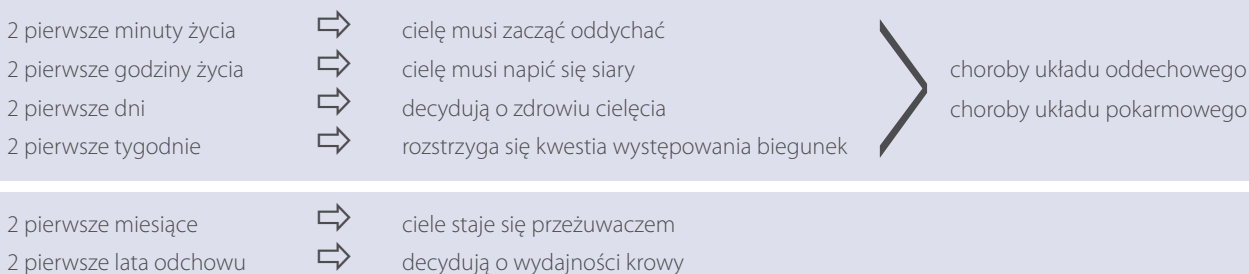 2 pierwsze minuty życia ⇨ cielę musi zacząć oddychać
2 pierwsze godziny życia ⇨ cielę musi napić się siary choroby układu oddechowego
2 pierwsze dni ⇨ decydują o zdrowiu cielęcia choroby układu pokarmowego
2 pierwsze tygodnie ⇨ rozstrzyga się kwestia występowania biegunek
2 pierwsze miesiące ⇨ ciele staje się przeżuwaczem
2 pierwsze lata odchowu ⇨ decydują o wydajności krowy